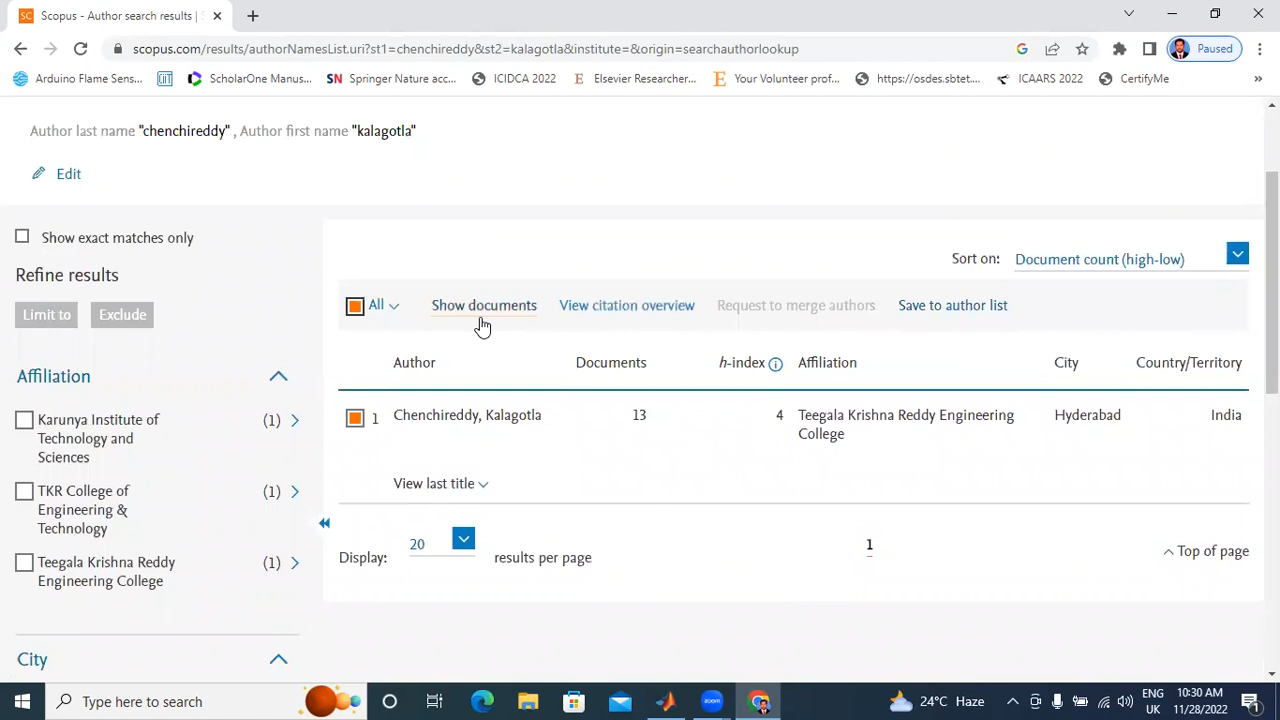 Scopus - Author search results |
scopus.com/results/authorNamesList.uri?st1=chenchireddy&st2=kalagotla&institute=&origin=searchauthorlookup
Paused
Arduino Flame Sens...
ScholarOne Manus...
SN Springer Nature acc...
ICIDCA 2022
E Elsevier Researcher...
Your Volunteer prof...
https://osdes.sbtet....
ICAARS 2022
CertifyMe
»
Author last name "chenchireddy" , Author first name "kalagotla"
Edit
Show exact matches only
Refine results
Limit to
Exclude
Affiliation
Karunya Institute of
Technology and
Sciences
(1)
TKR College of
Engineering &
Technology
(1)
Teegala Krishna Reddy
Engineering College
(1)
City
Sort on:
Document count (high-low)
All
Show documents
View citation overview
Request to merge authors
Save to author list
Author
Documents
h-index
Affiliation
City
Country/Territory
1
Chenchireddy, Kalagotla
13
4
Teegala Krishna Reddy Engineering
College
Hyderabad
India
View last title
Display:
20
results per page
1
Top of page
Type here to search
zoom
24°C Haze
ENG
UK
10:30 AM
11/28/2022
1